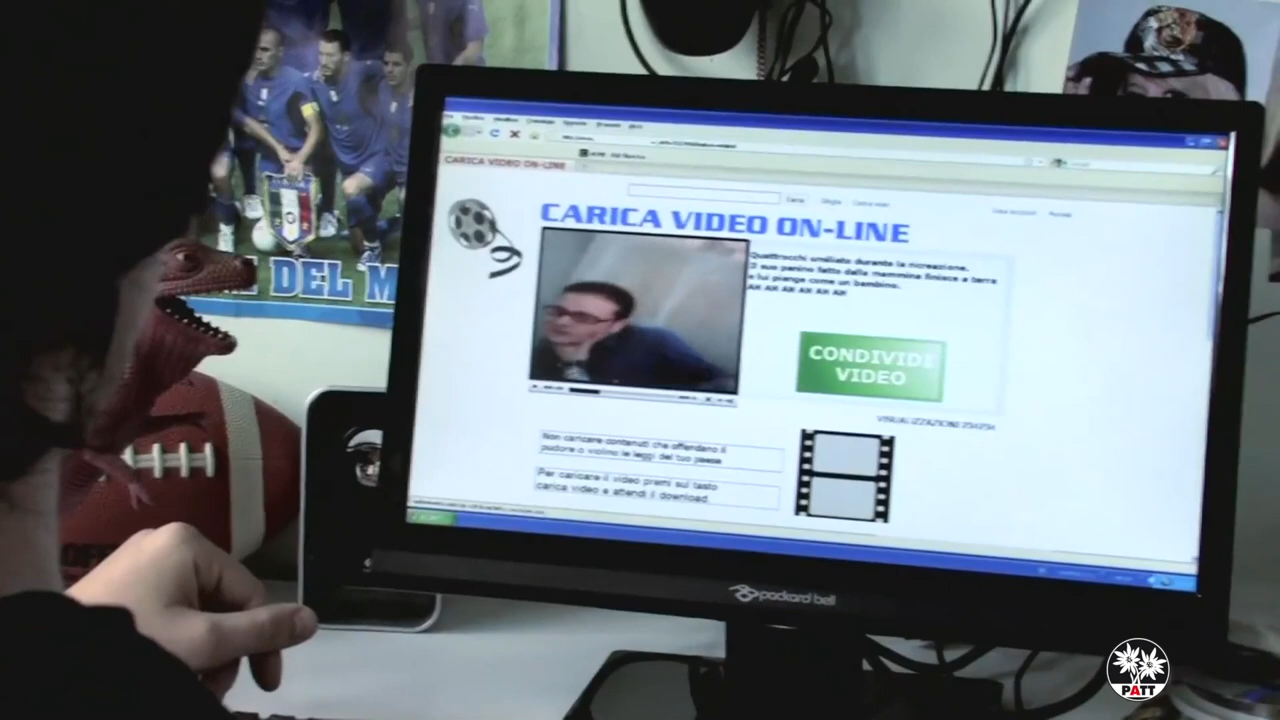 DEL M
CARICA VIDEO ON-LINE
CARICA VIDEO ON-LINE
Quattrocchi umiliato durante la ricreazione.
Il suo panino fatto dalla mammina finisce a terra
e lui piange come un bambino.
AH AH AH AH AH AH
CONDIVIDI
VIDEO
VISUALIZZAZIONI 234234
Non caricare contenuti che offendano il
pudore o violino le leggi del tuo paese
Per caricare il video premi sul tasto
carica video e attendi il download
packard bell
PATT